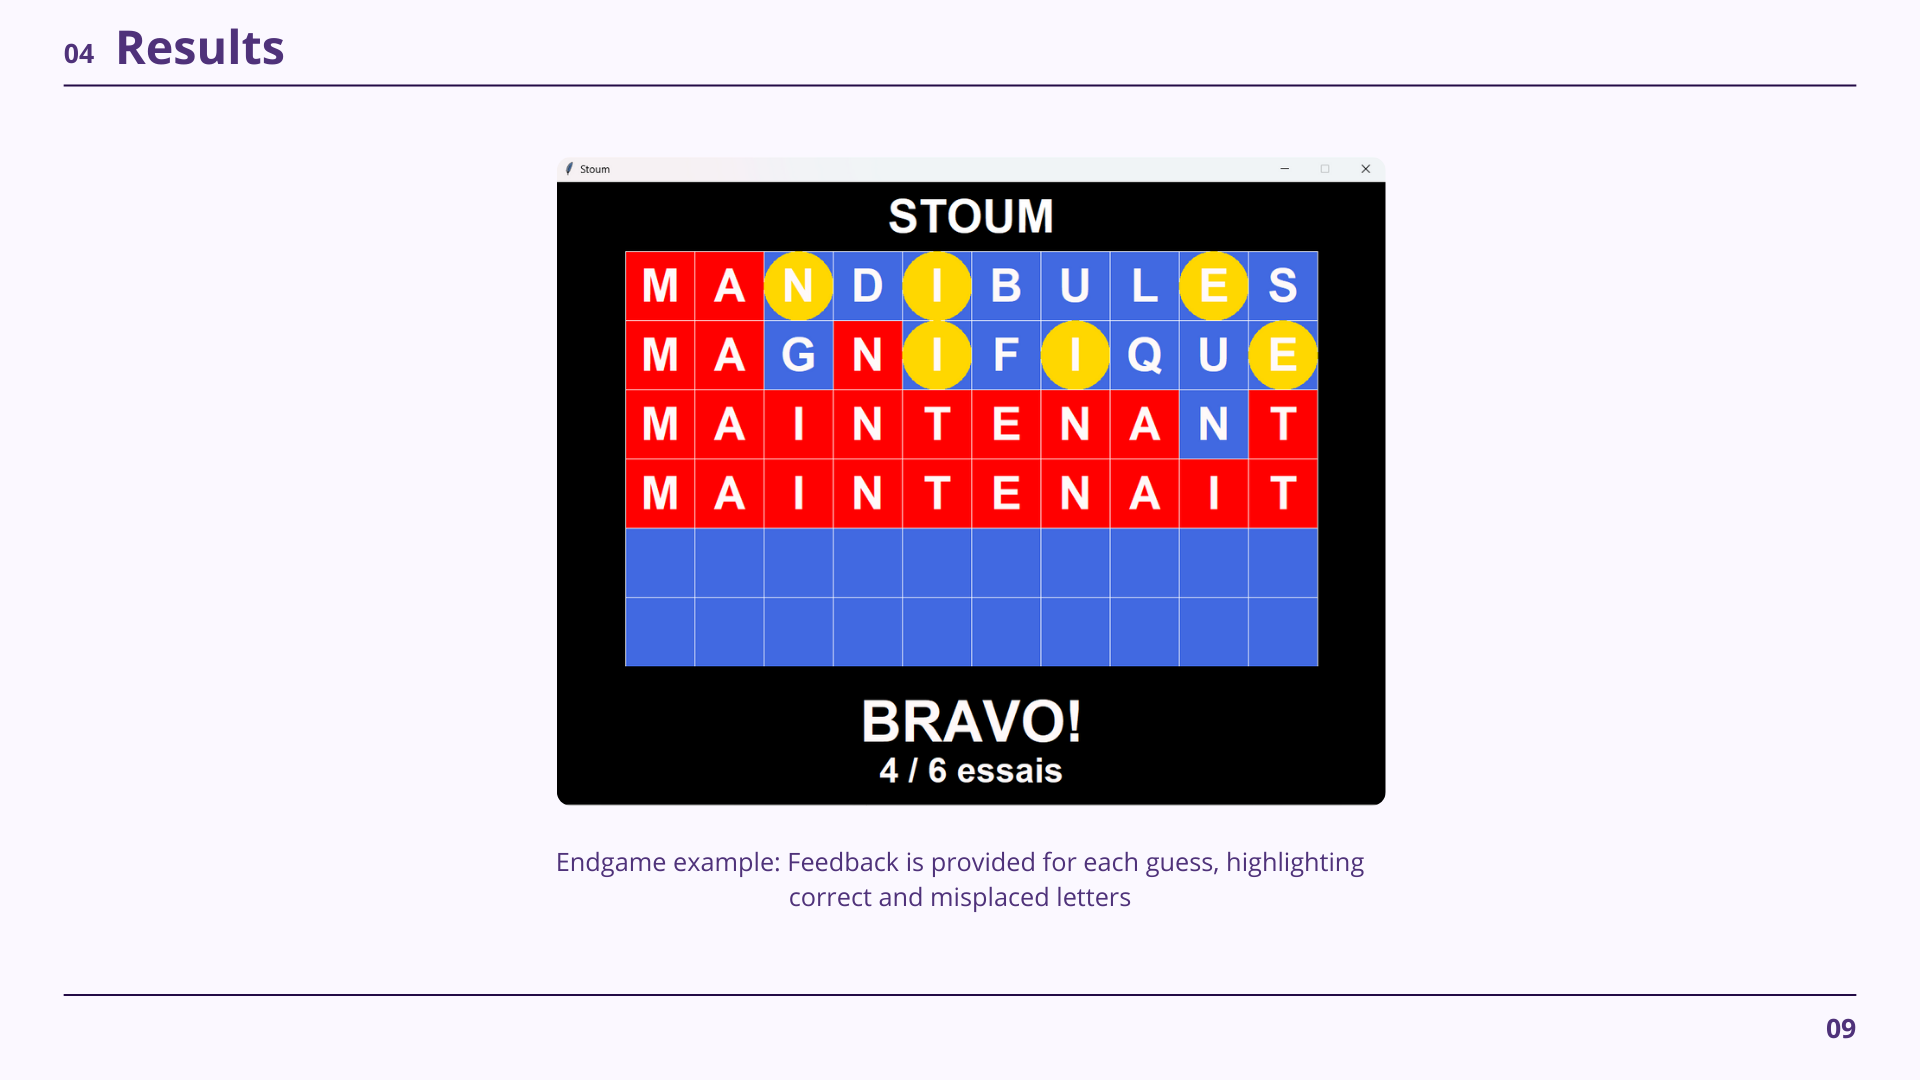 04 Results
Stoum
STOUM
M A N D I B U L E S
M A G N I F I Q U E
M A I N T E N A N T
M A I N T E N A I T
BRAVO!
4 / 6 essais
Endgame example: Feedback is provided for each guess, highlighting
correct and misplaced letters
09